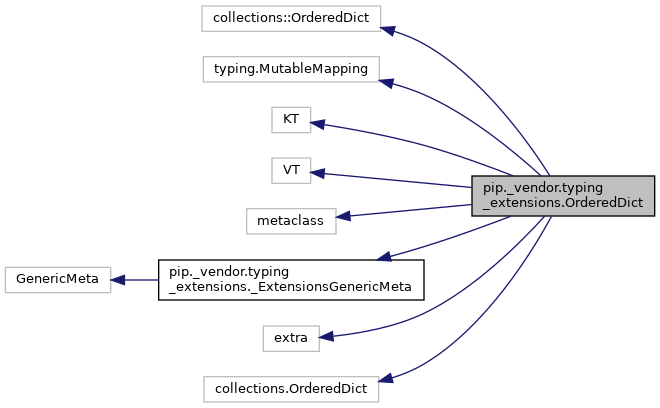 collections::OrderedDict
typing.MutableMapping
KT
VT
pip._vendor.typing
_extensions.OrderedDict
metaclass
GenericMeta
pip._vendor.typing
_extensions._ExtensionsGenericMeta
extra
collections.OrderedDict